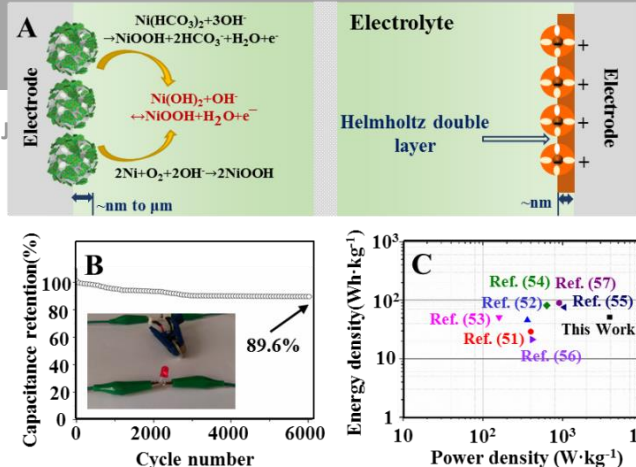 A
Electrode
Ni(HCO₃)₂+3OH⁻
→NiOOH+2HCO₃⁻+H₂O+e⁻
Ni(OH)₂+OH⁻
↔NiOOH+H₂O+e⁻
2Ni+O₂+2OH⁻→2NiOOH
~nm to μm
Electrolyte
Helmholtz double
layer
+
+
+
+
Electrode
~nm
B
Capacitance retention(%)
100
80
60
40
20
0
89.6%
0
2000
4000
6000
Cycle number
C
Energy density(Wh·kg⁻¹)
10³
10²
10
1
Ref. (54)
Ref. (57)
Ref. (52)
Ref. (55)
Ref. (53)
This Work
Ref. (51)
Ref. (56)
10
10²
10³
Power density (W·kg⁻¹)